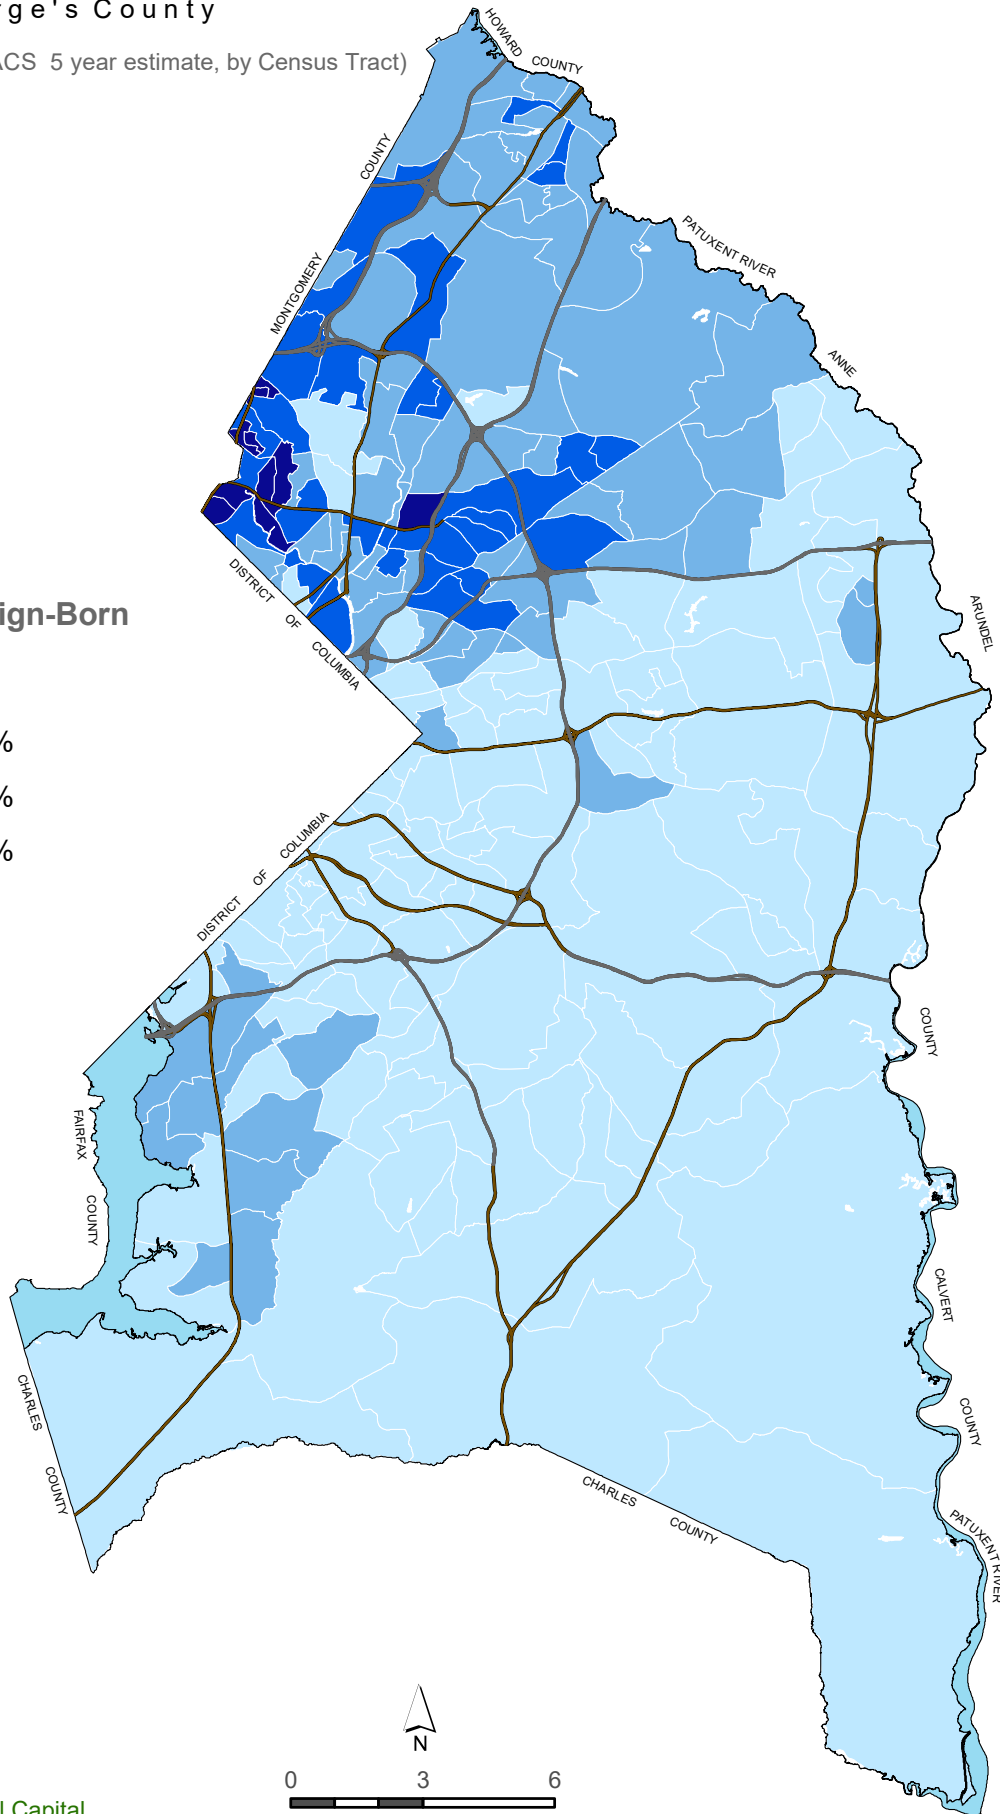 rge's County
ACS 5 year estimate, by Census Tract)
HOWARD
COUNTY
COUNTY
MONTGOMERY
PATUXENT RIVER
ANNE
ARUNDEL
DISTRICT
OF
COLUMBIA
ign-Born
%
%
%
DISTRICT
OF
COLUMBIA
COUNTY
FAIRFAX
COUNTY
CALVERT
COUNTY
CHARLES
COUNTY
CHARLES
COUNTY
PATUXENT RIVER
N
0 3 6
l Capital